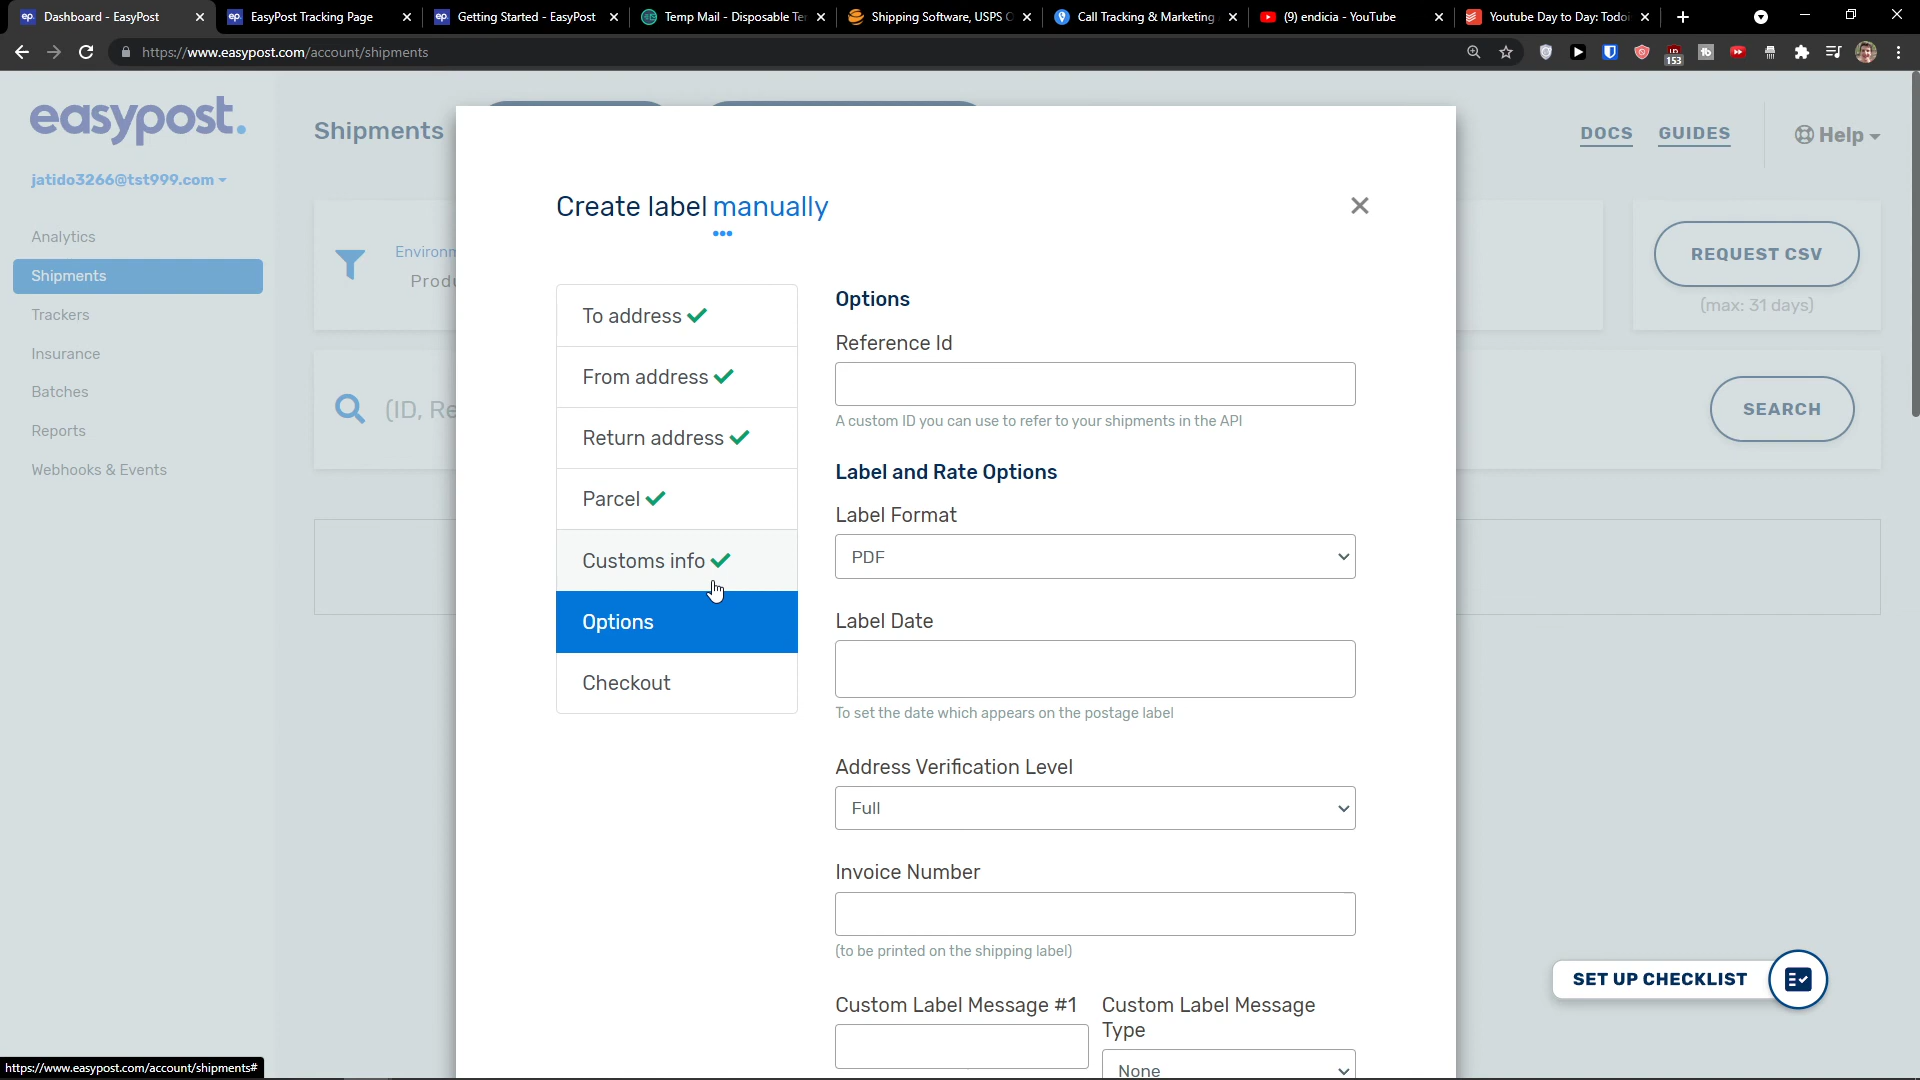 Dashboard - EasyPost
EasyPost Tracking Page
Getting Started - EasyPost
Temp Mail - Disposable Te
Shipping Software, USPS
Call Tracking & Marketing
(9) endicia - YouTube
Youtube Day to Day: Todoi
https://www.easypost.com/account/shipments
153
easypost.
jatido3266@tst999.com
Analytics
Shipments
Trackers
Insurance
Batches
Reports
Webhooks & Events
Shipments
DOCS
GUIDES
Help
Environm
Produ
REQUEST CSV
(max: 31 days)
(ID, Re
SEARCH
Create label manually
To address
From address
Return address
Parcel
Customs info
Options
Checkout
Options
Reference Id
A custom ID you can use to refer to your shipments in the API
Label and Rate Options
Label Format
PDF
Label Date
To set the date which appears on the postage label
Address Verification Level
Full
Invoice Number
(to be printed on the shipping label)
Custom Label Message #1
Custom Label Message
Type
None
SET UP CHECKLIST
https://www.easypost.com/account/shipments#